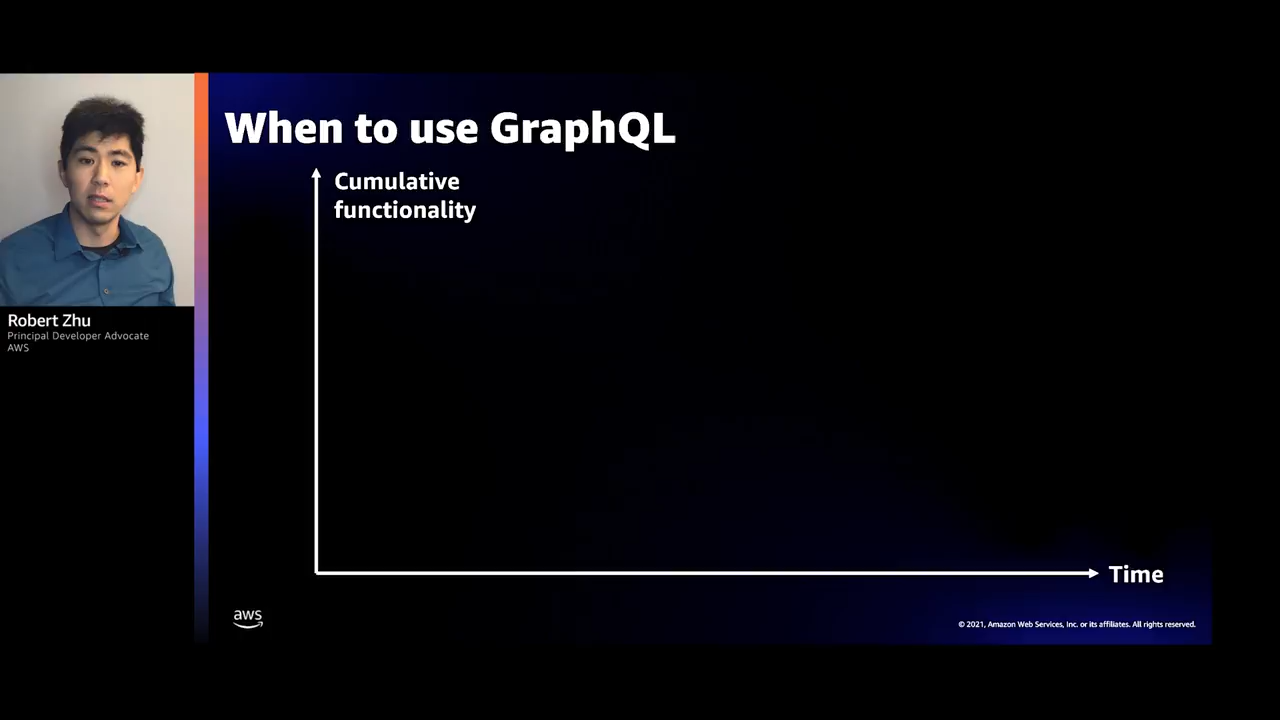 When to use GraphQL
Cumulative
functionality
Robert Zhu
Principal Developer Advocate
AWS
Time
aws
© 2021, Amazon Web Services, Inc. or its affiliates. All rights reserved.